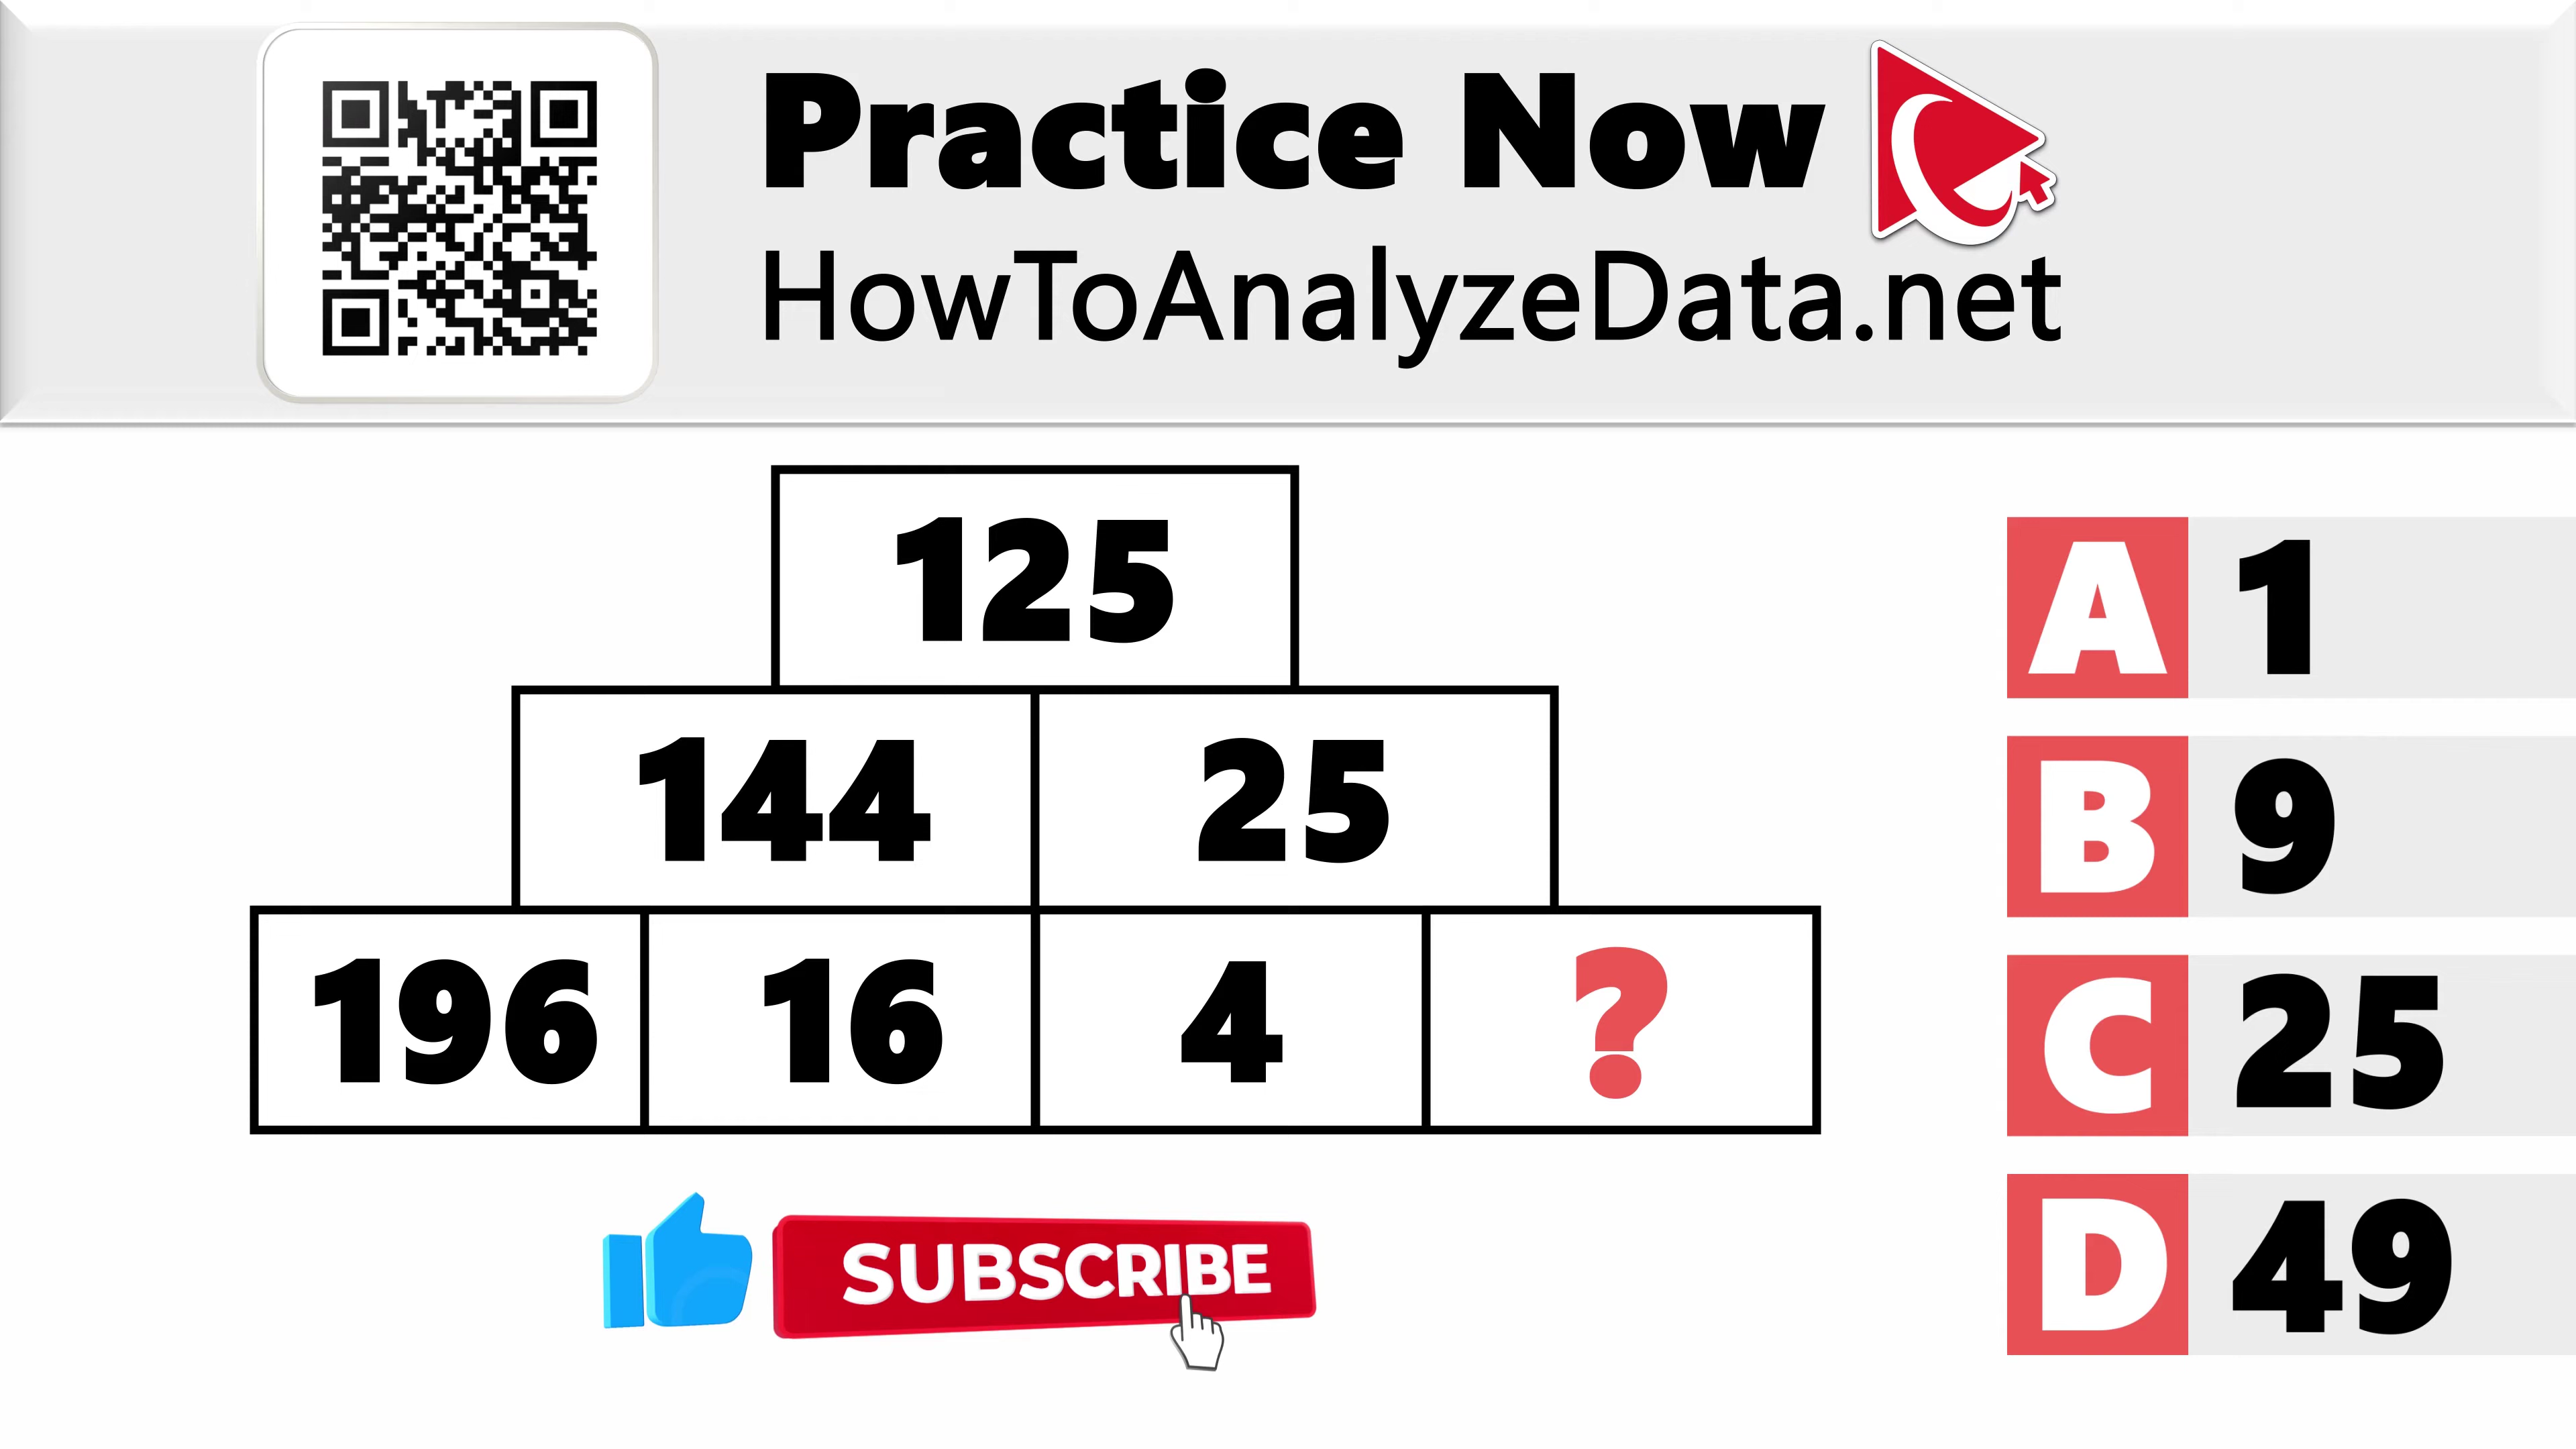 Practice Now
HowToAnalyzeData.net
125
144 25
196 16 4 ?
A 1
B 9
C 25
D 49
SUBSCRIBE